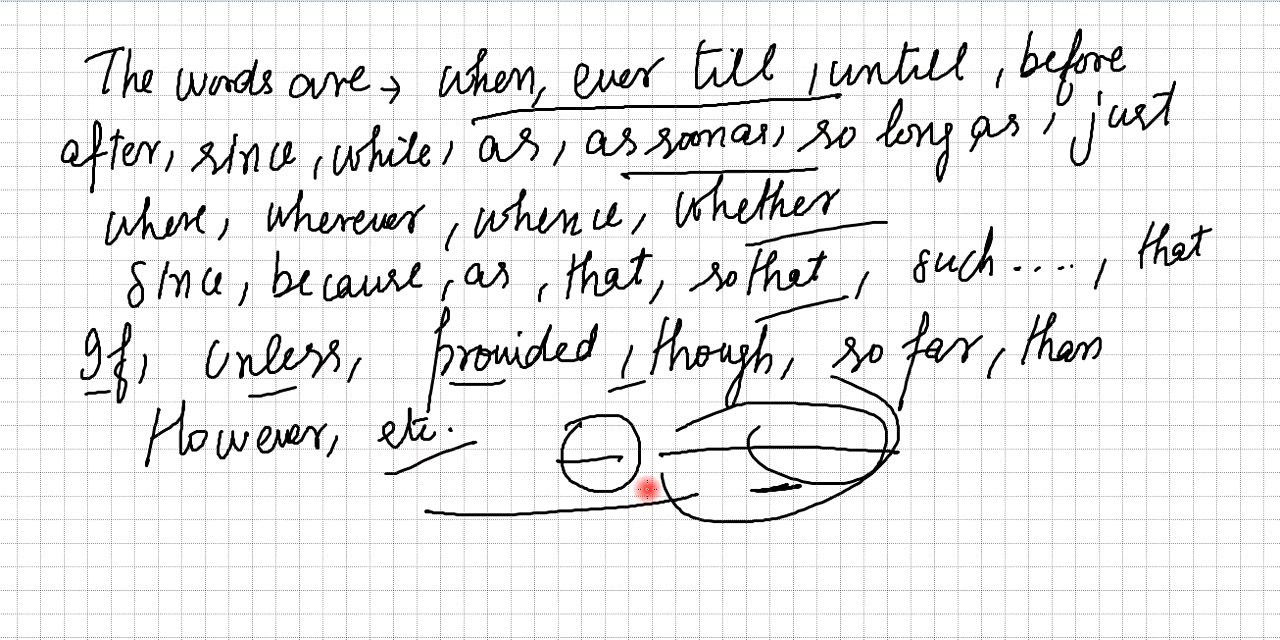 The words are → when, ever till , untill , before
after, since , while, as, as soon as, so long as , just
where, wherever , whence, whether
since, because , as , that, so that , such ...., that
If, unless, provided , though, so far, than
However, etc.